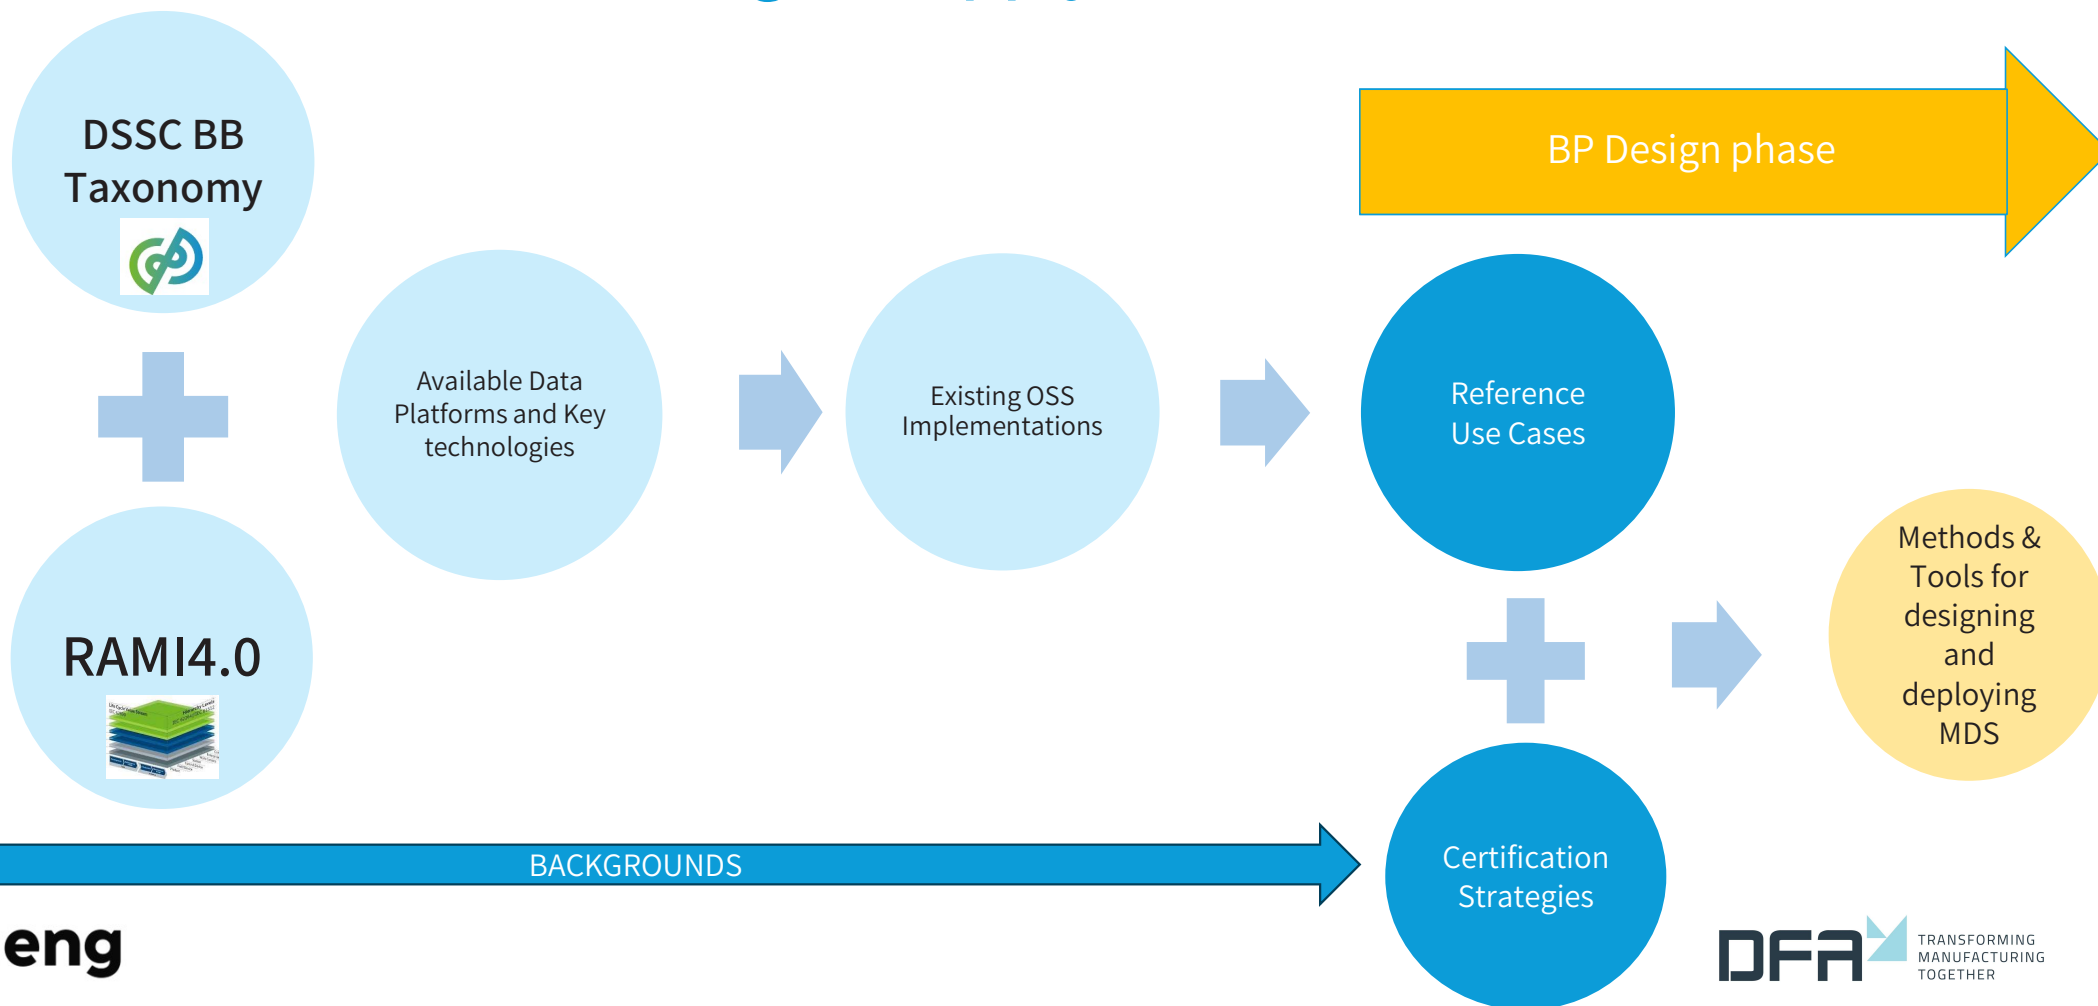 DSSC BB
Taxonomy
BP Design phase
Available Data
Platforms and Key
technologies
Existing OSS
Implementations
Reference
Use Cases
RAMI4.0
Methods &
Tools for
designing
and
deploying
MDS
BACKGROUNDS
Certification
Strategies
eng
DFA
TRANSFORMING
MANUFACTURING
TOGETHER